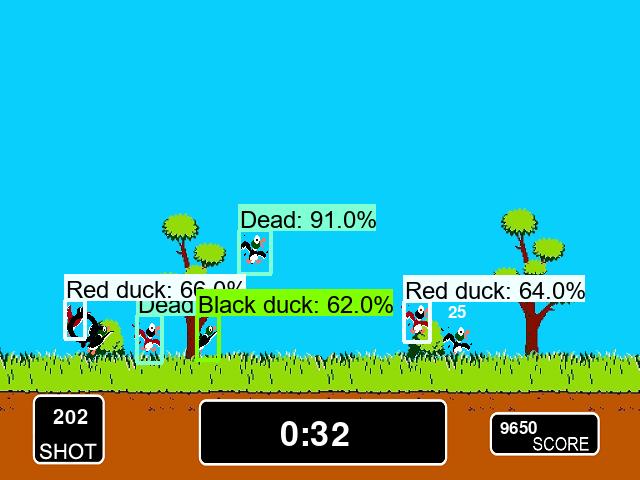 Dead: 91.0%
Red duck: 66.0%
Dead
Black duck: 62.0%
Red duck: 64.0%
25
202
SHOT
0:32
9650
SCORE